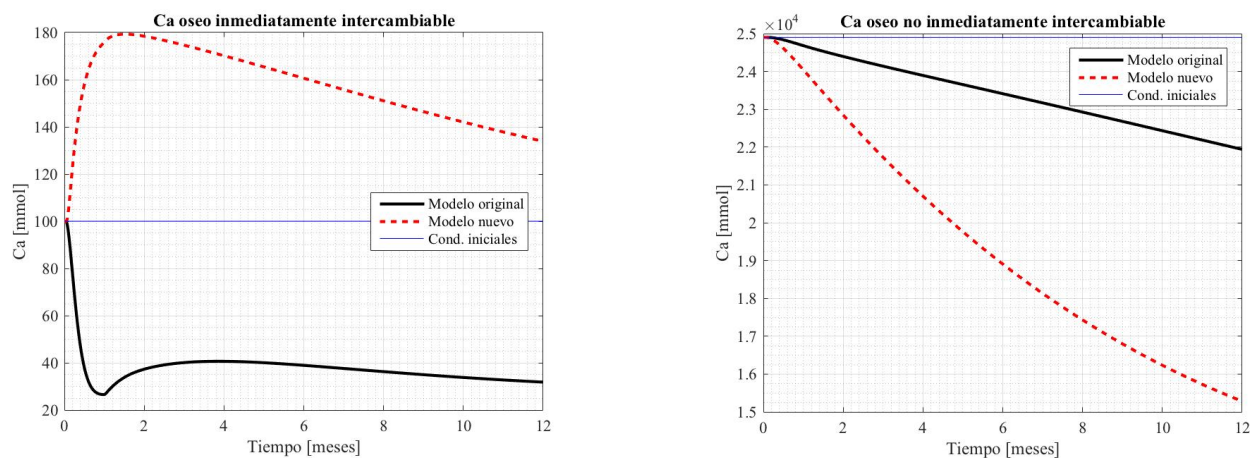 Ca oseo inmediatamente intercambiable
180
160
140
120
100
80
60
40
20
Ca [mmol]
0
2
4
6
8
10
12
Tiempo [meses]
Modelo original
Modelo nuevo
Cond. iniciales
Ca oseo no inmediatamente intercambiable
×10⁴
2.5
2.4
2.3
2.2
2.1
2
1.9
1.8
1.7
1.6
1.5
Ca [mmol]
0
2
4
6
8
10
12
Tiempo [meses]
Modelo original
Modelo nuevo
Cond. iniciales